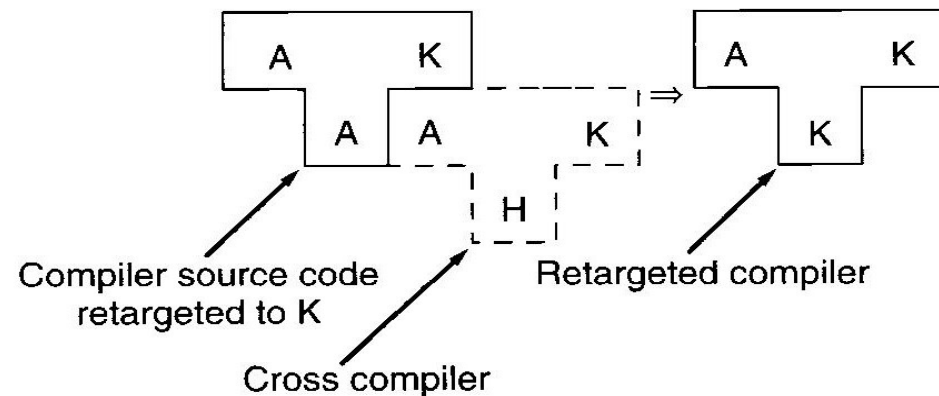 A K A K
A A K K
H
Compiler source code
retargeted to K
Retargeted compiler
Cross compiler